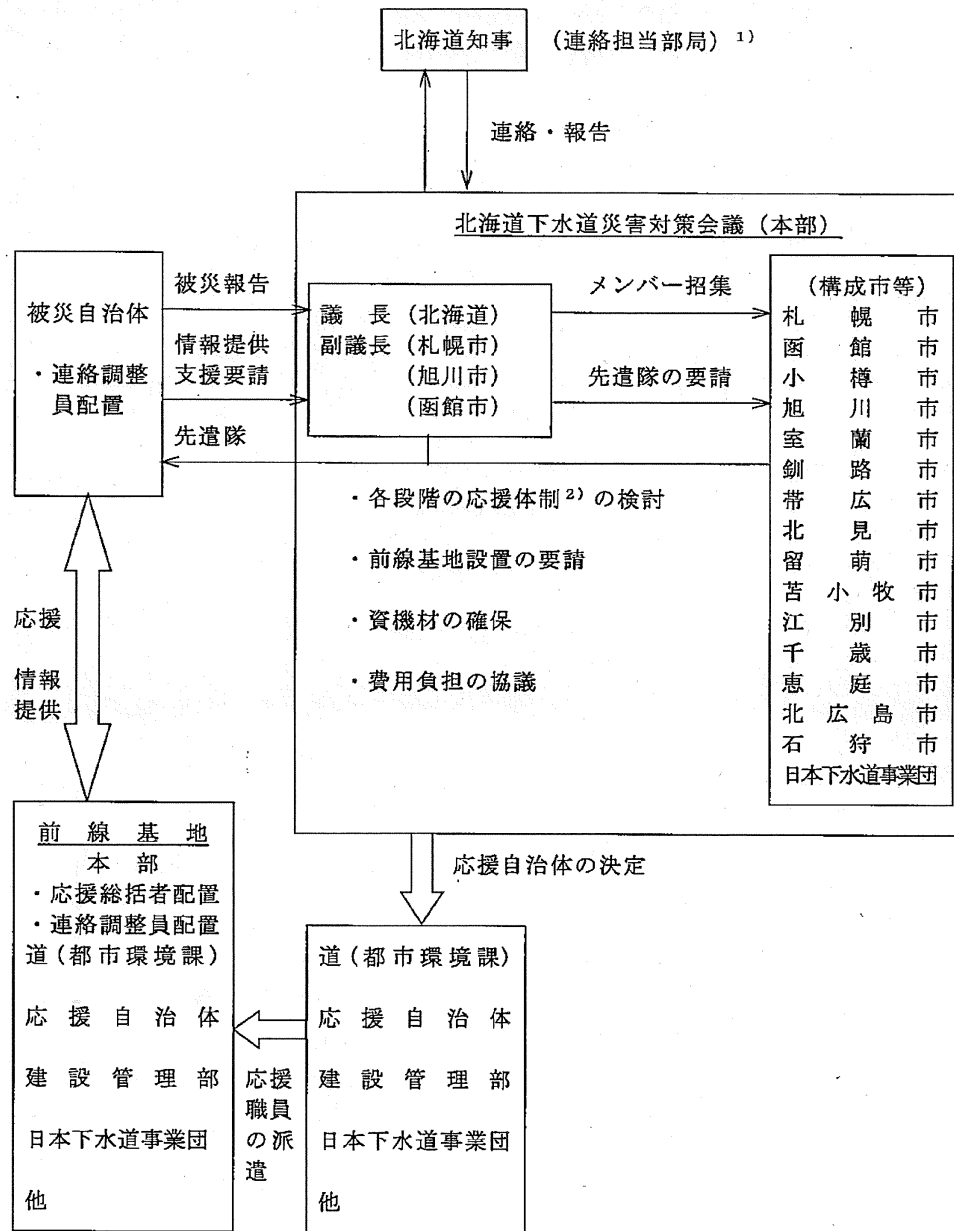 北海道知事 (連絡担当部局) 1)
連絡・報告
北海道下水道災害対策会議(本部)
被災自治体
・連絡調整
員配置
被災報告
情報提供
支援要請
先遣隊
議 長(北海道)
副議長(札幌市)
(旭川市)
(函館市)
メンバー招集
先遣隊の要請
(構成市等)
札幌市
函館市
小樽市
旭川市
室蘭市
釧路市
帯広市
北見市
留萌市
苫小牧市
江別市
千歳市
恵庭市
北広島市
石狩市
日本下水道事業団
・各段階の応援体制2)の検討
・前線基地設置の要請
・資機材の確保
・費用負担の協議
応援
情報
提供
前線基地
本部
・応援総括者配置
・連絡調整員配置
道(都市環境課)
応援自治体
建設管理部
日本下水道事業団
他
応援自治体の決定
道(都市環境課)
応援自治体
建設管理部
日本下水道事業団
他
応援
職員
の派
遣